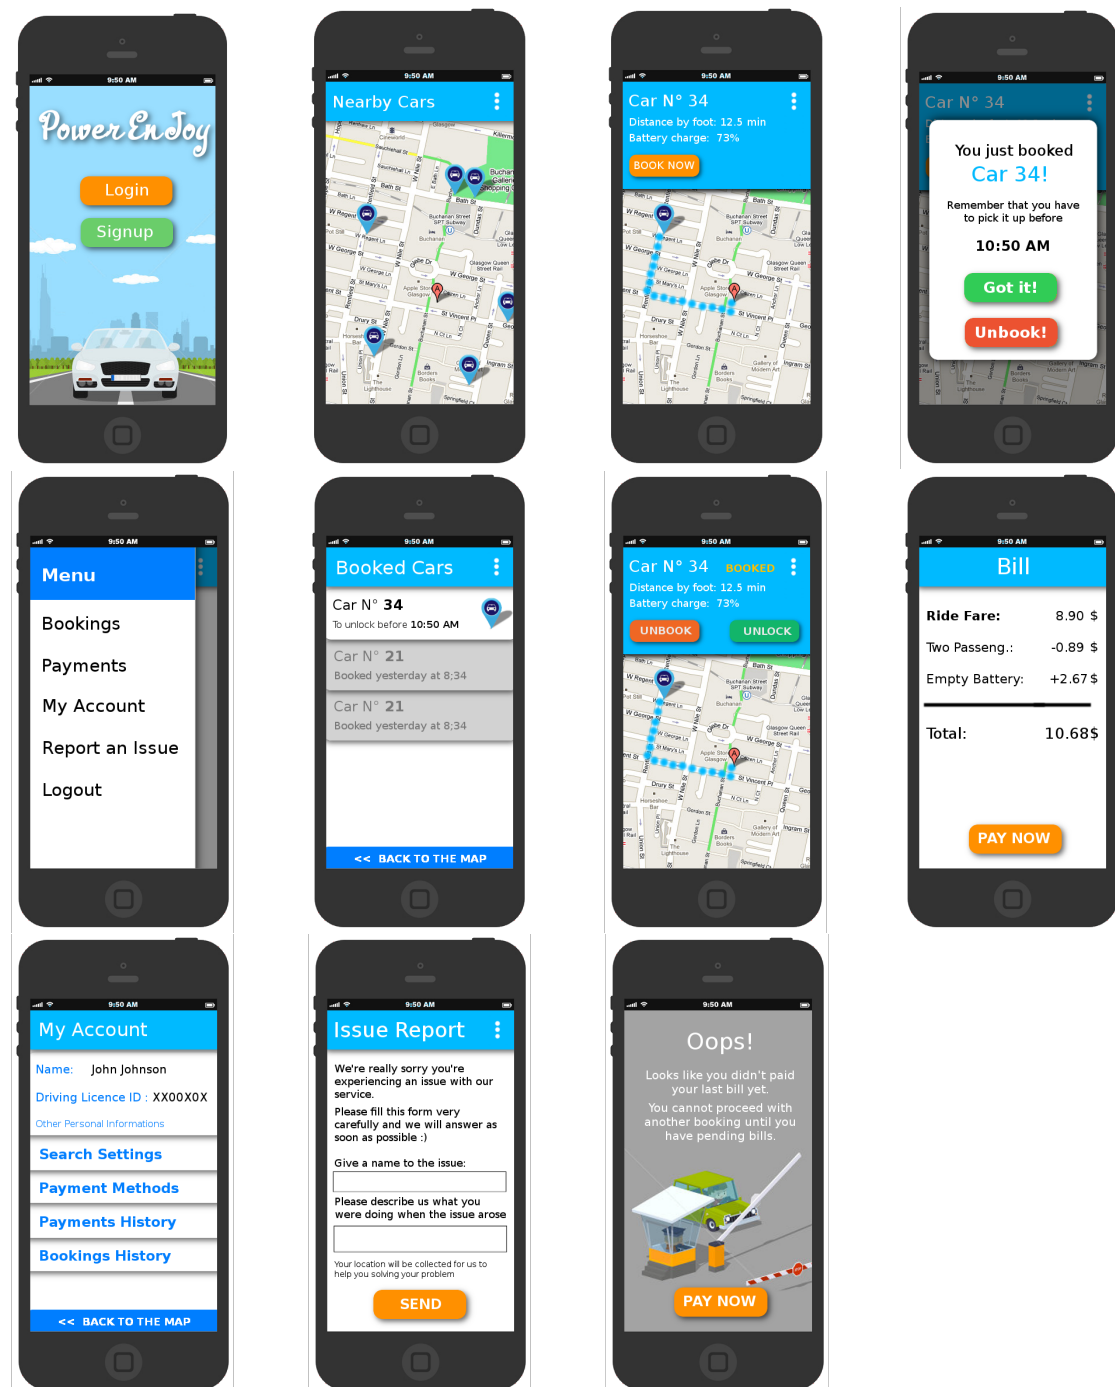 9:50 AM
Power EnJoy
Login
Signup
9:50 AM
Nearby Cars
9:50 AM
Car N° 34
Distance by foot: 12.5 min
Battery charge: 73%
BOOK NOW
9:50 AM
Car N° 34
You just booked
Car 34!
Remember that you have
to pick it up before
10:50 AM
Got it!
Unbook!
9:50 AM
Menu
Bookings
Payments
My Account
Report an Issue
Logout
9:50 AM
Booked Cars
Car N° 34
To unlock before 10:50 AM
Car N° 21
Booked yesterday at 8;34
Car N° 21
Booked yesterday at 8;34
<< BACK TO THE MAP
9:50 AM
Car N° 34 BOOKED
Distance by foot: 12.5 min
Battery charge: 73%
UNBOOK UNLOCK
9:50 AM
Bill
Ride Fare: 8.90 $
Two Passeng.: -0.89 $
Empty Battery: +2.67 $
Total: 10.68$
PAY NOW
9:50 AM
My Account
Name: John Johnson
Driving Licence ID : XX00X0X
Other Personal Informations
Search Settings
Payment Methods
Payments History
Bookings History
<< BACK TO THE MAP
9:50 AM
Issue Report
We're really sorry you're
experiencing an issue with our
service.
Please fill this form very
carefully and we will answer as
soon as possible :)
Give a name to the issue:
Please describe us what you
were doing when the issue arose
Your location will be collected for us to
help you solving your problem
SEND
9:50 AM
Oops!
Looks like you didn't paid
your last bill yet.
You cannot proceed with
another booking until you
have pending bills.
PAY NOW